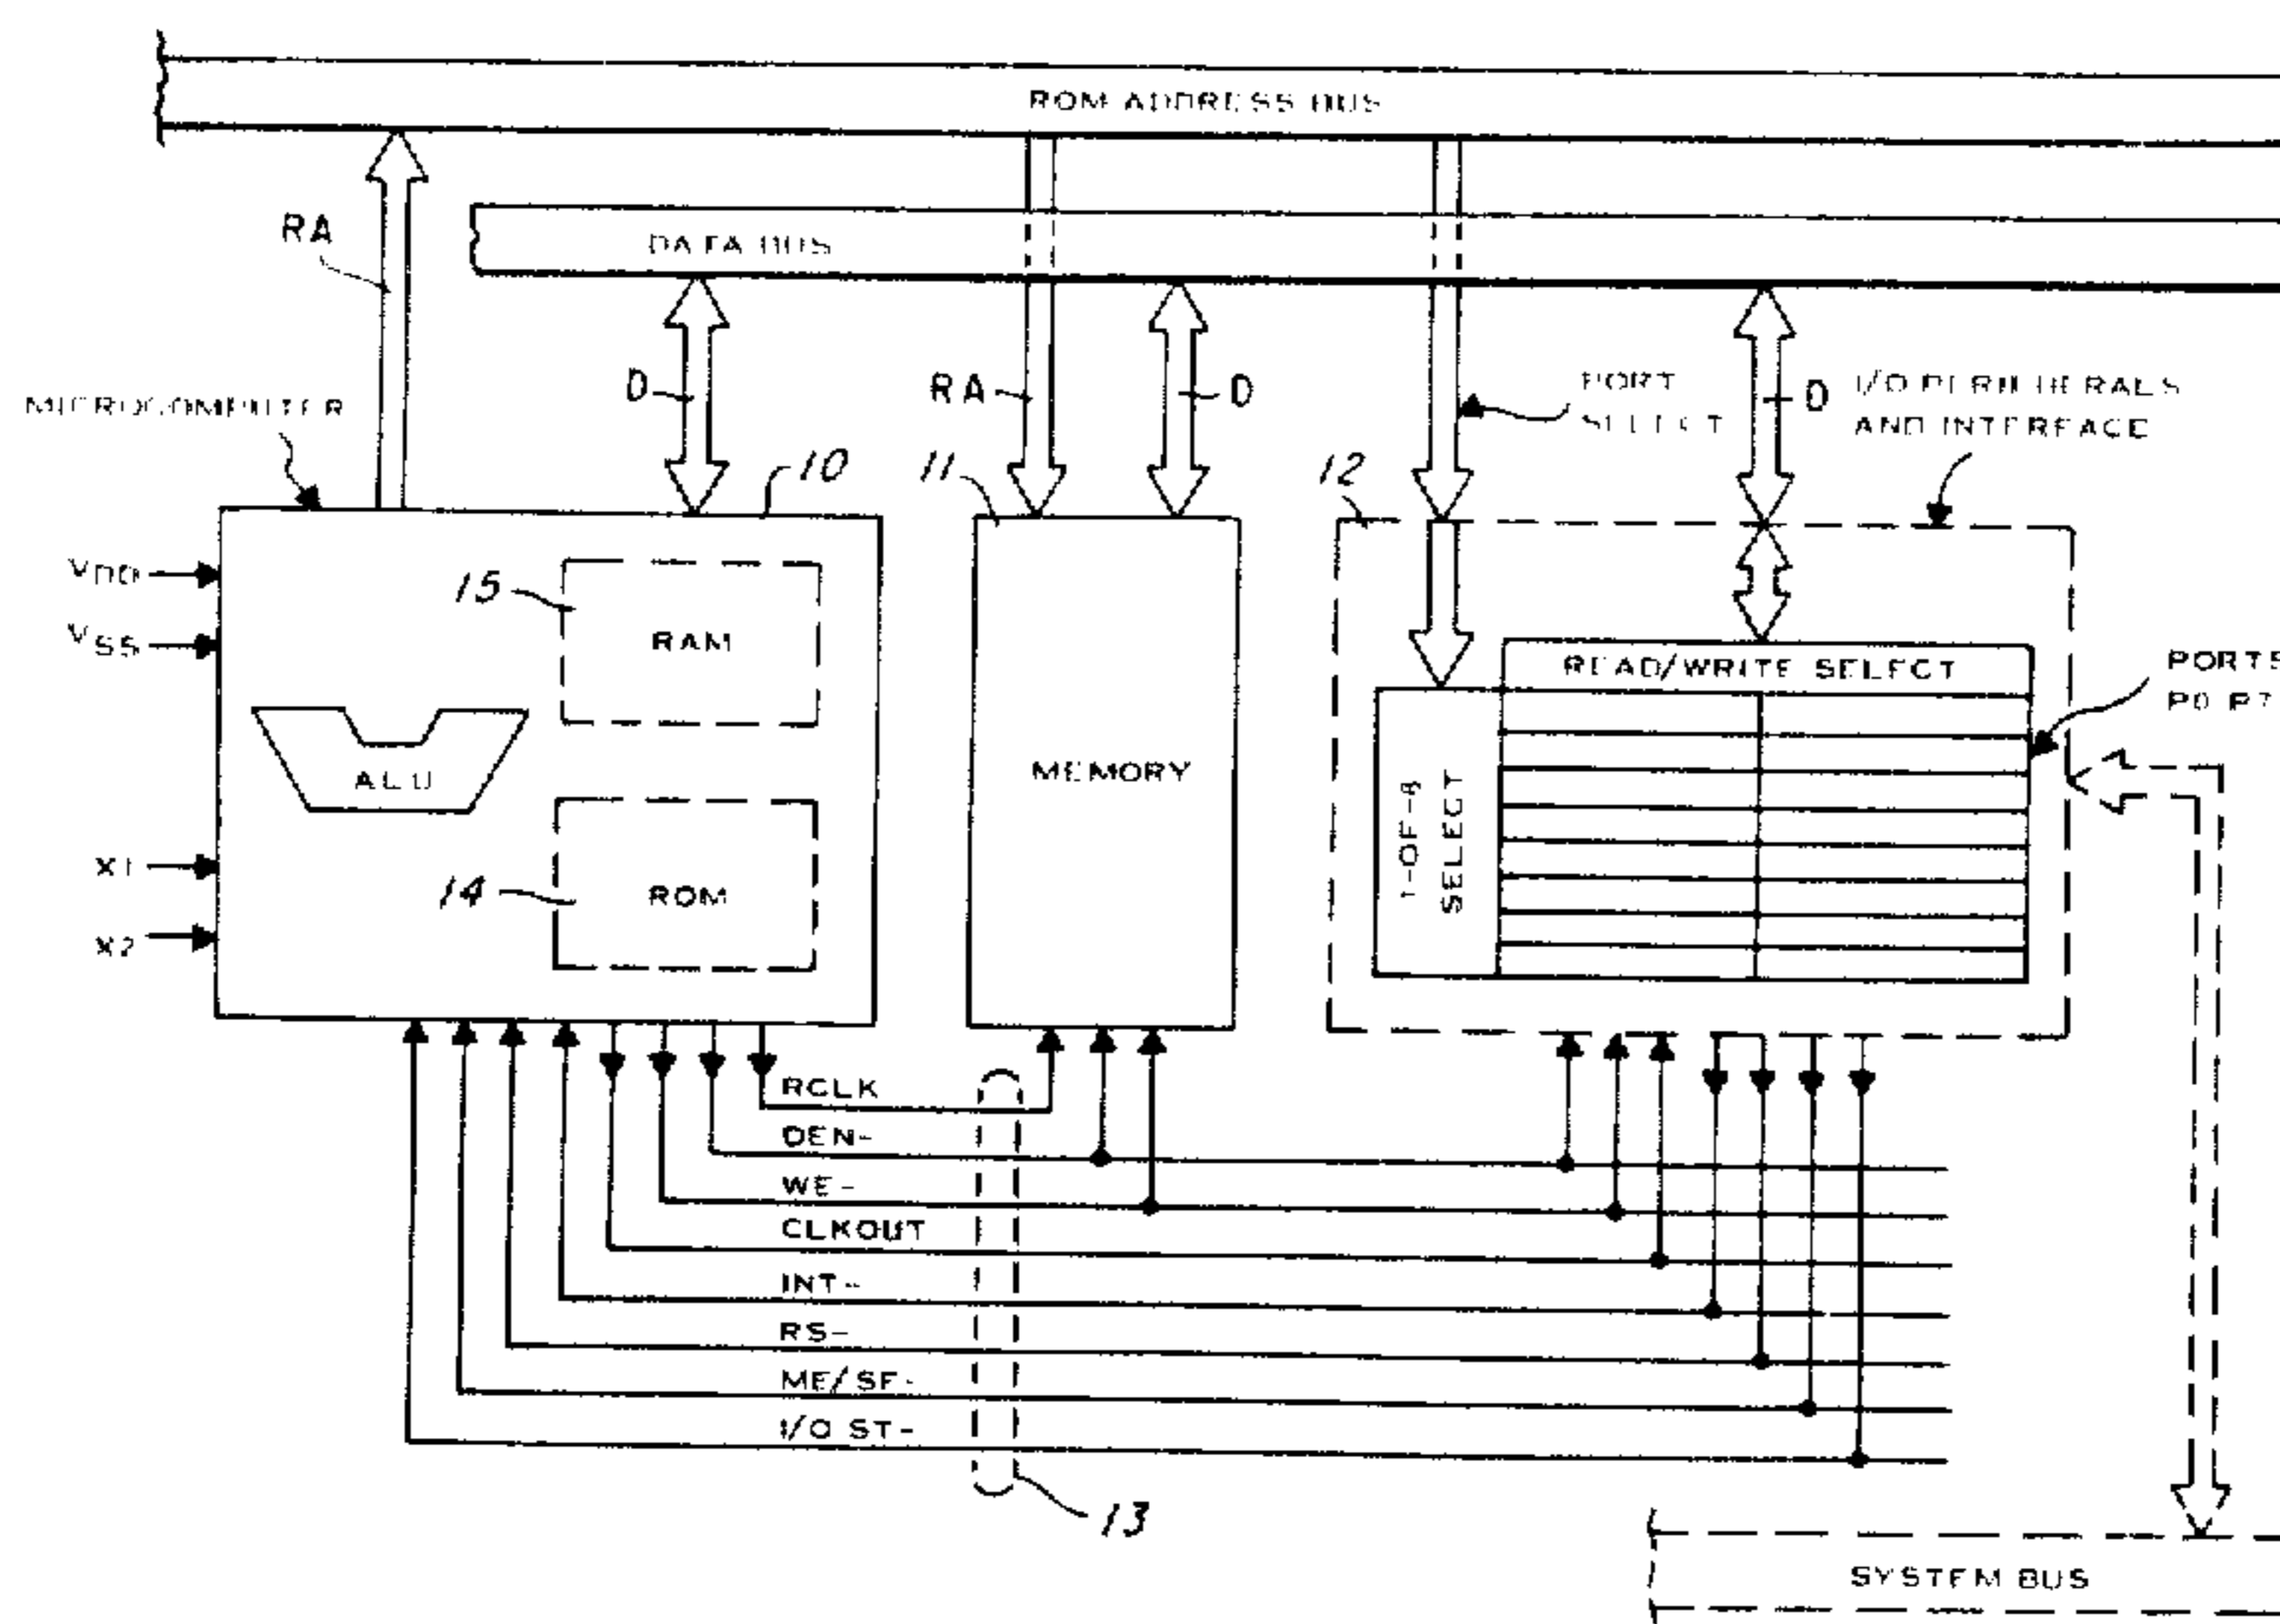 ROM ADDRESS BUS
DATA BUS
RA
D
RA
D
PORT
SELECT
D
I/O PERIPHERALS
AND INTERFACE
MICROCOMPUTER
10
11
12
VDD
VSS
X1
X2
15
RAM
ALU
14
ROM
MEMORY
READ/WRITE SELECT
1-OF-8
SELECT
PORTS
P0 P7
RCLK
DEN-
WE-
CLKOUT
INT-
RS-
ME/SF-
I/O ST-
13
SYSTEM BUS